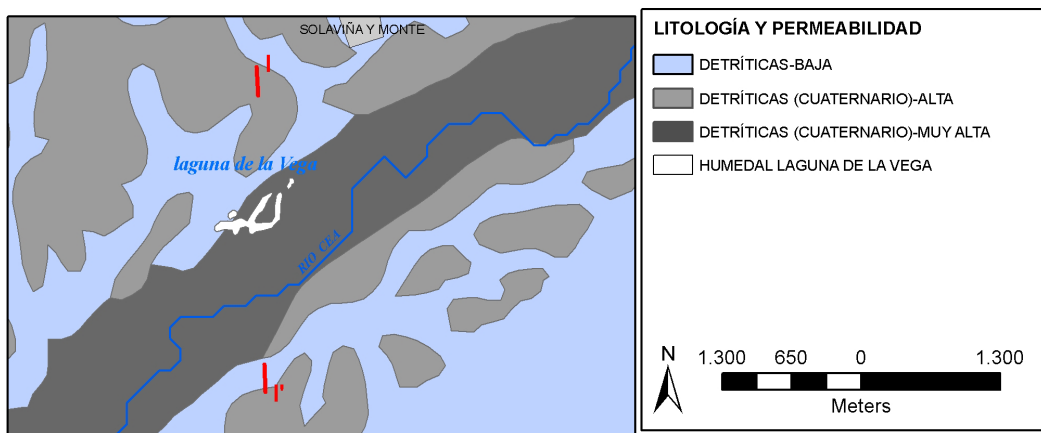 SOLAVIÑA Y MONTE
I
laguna de la Vega
RIO CEA
I'
LITOLOGÍA Y PERMEABILIDAD
DETRÍTICAS-BAJA
DETRÍTICAS (CUATERNARIO)-ALTA
DETRÍTICAS (CUATERNARIO)-MUY ALTA
HUMEDAL LAGUNA DE LA VEGA
N
1.300 650 0 1.300
Meters